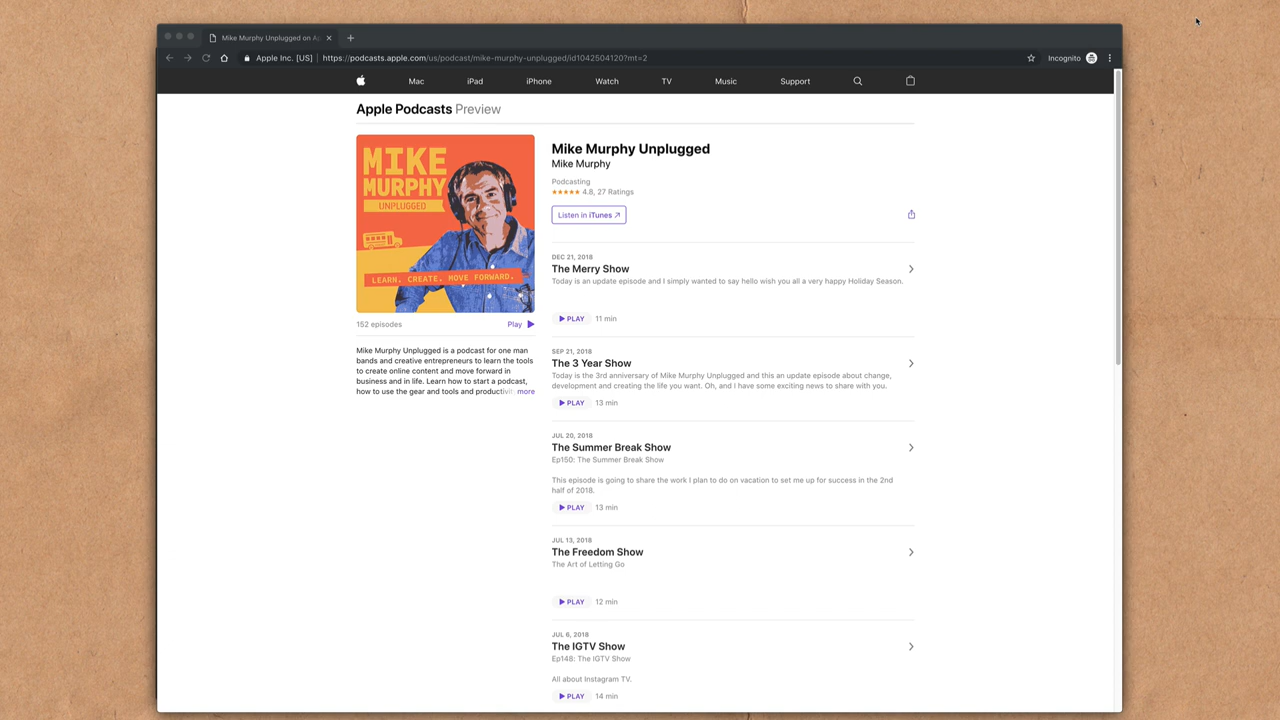 Mike Murphy Unplugged on A
Apple Inc. [US] https://podcasts.apple.com/us/podcast/mike-murphy-unplugged/id1042504120?mt=2 Incognito
Mac iPad iPhone Watch TV Music Support
Apple Podcasts Preview
MIKE
MURPHY
UNPLUGGED
LEARN. CREATE. MOVE FORWARD.
152 episodes Play
Mike Murphy Unplugged is a podcast for one man
bands and creative entrepreneurs to learn the tools
to create online content and move forward in
business and in life. Learn how to start a podcast,
how to use the gear and tools and productivi more
Mike Murphy Unplugged
Mike Murphy
Podcasting
★★★★★ 4.8, 27 Ratings
Listen in iTunes ↗
DEC 21, 2018
The Merry Show
Today is an update episode and I simply wanted to say hello wish you all a very happy Holiday Season.
PLAY 11 min
SEP 21, 2018
The 3 Year Show
Today is the 3rd anniversary of Mike Murphy Unplugged and this an update episode about change,
development and creating the life you want. Oh, and I have some exciting news to share with you.
PLAY 13 min
JUL 20, 2018
The Summer Break Show
Ep150: The Summer Break Show
This episode is going to share the work I plan to do on vacation to set me up for success in the 2nd
half of 2018.
PLAY 13 min
JUL 13, 2018
The Freedom Show
The Art of Letting Go
PLAY 12 min
JUL 6, 2018
The IGTV Show
Ep148: The IGTV Show
All about Instagram TV.
PLAY 14 min